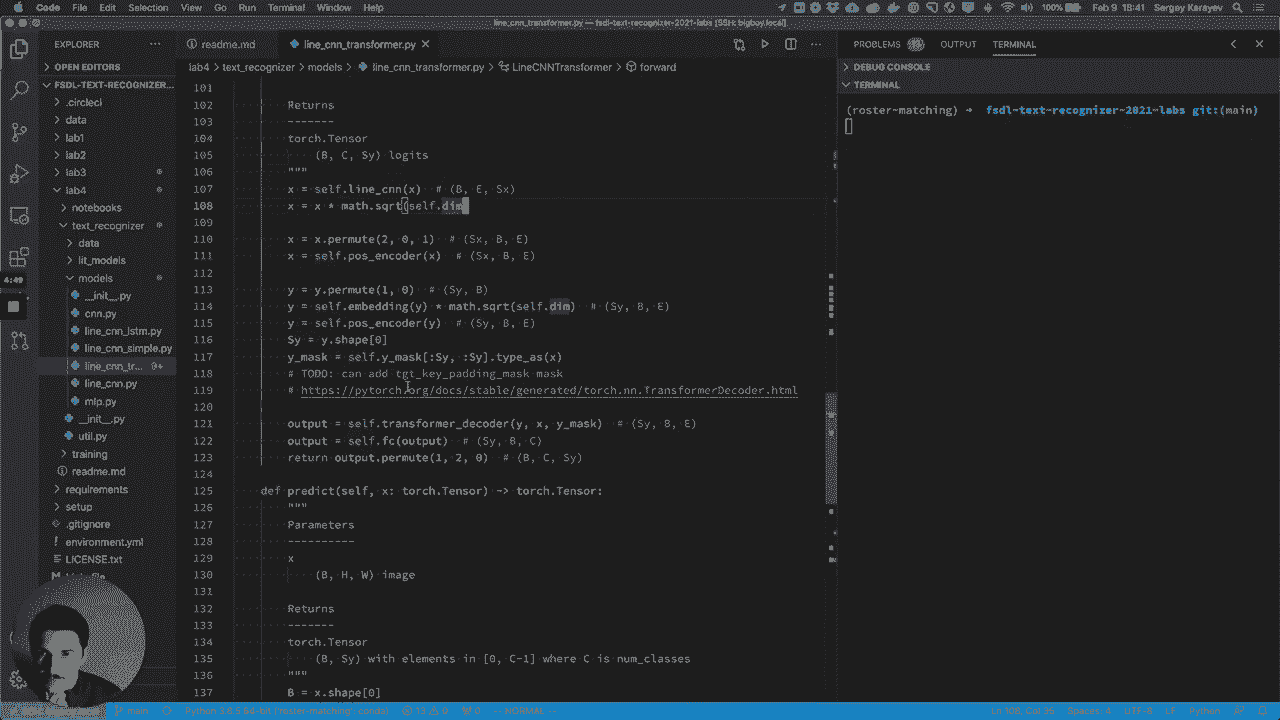 Code File Edit Selection View Go Run Terminal Window Help
100% Feb 9 18:41 Sergey Karayev
line_cnn_transformer.py — fsdl-text-recognizer-2021-labs [SSH: bigboy.local]
EXPLORER
readme.md
line_cnn_transformer.py
PROBLEMS
OUTPUT
TERMINAL
OPEN EDITORS
FSDL-TEXT-RECOGNIZER...
.circleci
data
lab1
lab2
lab3
lab4
notebooks
text_recognizer
data
lit_models
models
__init__.py
cnn.py
line_cnn_lstm.py
line_cnn_simple.py
line_cnn_tr... 9+
line_cnn.py
mlp.py
__init__.py
util.py
training
readme.md
requirements
setup
.gitignore
environment.yml
LICENSE.txt
4:49
lab4 > text_recognizer > models > line_cnn_transformer.py > LineCNNTransformer > forward
101
102 Returns
103 -------
104 torch.Tensor
105 (B, C, Sy) logits
106 """
107 x = self.line_cnn(x) # (B, E, Sx)
108 x = x * math.sqrt(self.dim
109
110 x = x.permute(2, 0, 1) # (Sx, B, E)
111 x = self.pos_encoder(x) # (Sx, B, E)
112
113 y = y.permute(1, 0) # (Sy, B)
114 y = self.embedding(y) * math.sqrt(self.dim) # (Sy, B, E)
115 y = self.pos_encoder(y) # (Sy, B, E)
116 Sy = y.shape[0]
117 y_mask = self.y_mask[:Sy, :Sy].type_as(x)
118 # TODO: can add tgt_key_padding_mask mask
119 # https://pytorch.org/docs/stable/generated/torch.nn.TransformerDecoder.html
120
121 output = self.transformer_decoder(y, x, y_mask) # (Sy, B, E)
122 output = self.fc(output) # (Sy, B, C)
123 return output.permute(1, 2, 0) # (B, C, Sy)
124
125 def predict(self, x: torch.Tensor) -> torch.Tensor:
126 """
127 Parameters
128 ----------
129 x
130 (B, H, W) image
131
132 Returns
133 -------
134 torch.Tensor
135 (B, Sy) with elements in [0, C-1] where C is num_classes
136 """
137 B = x.shape[0]
DEBUG CONSOLE
TERMINAL
(roster-matching) ➜ fsdl-text-recognizer-2021-labs git:(main)
main
Python 3.6.5 64-bit ('roster-matching': conda)
13 0
0
-- NORMAL --
Ln 108, Col 35
Spaces: 4
UTF-8
LF
Python